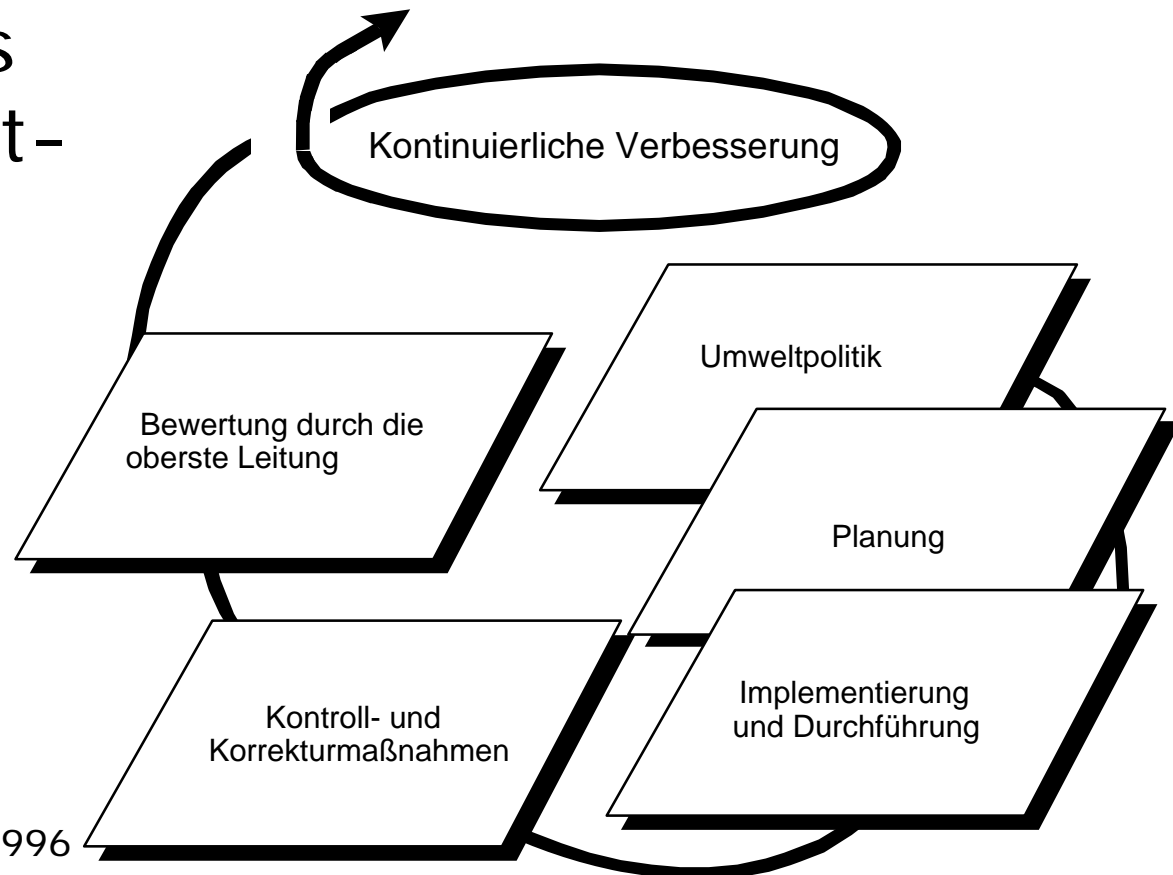 s
t-
Kontinuierliche Verbesserung
Umweltpolitik
Bewertung durch die
oberste Leitung
Planung
Implementierung
und Durchführung
Kontroll- und
Korrekturmaßnahmen
996